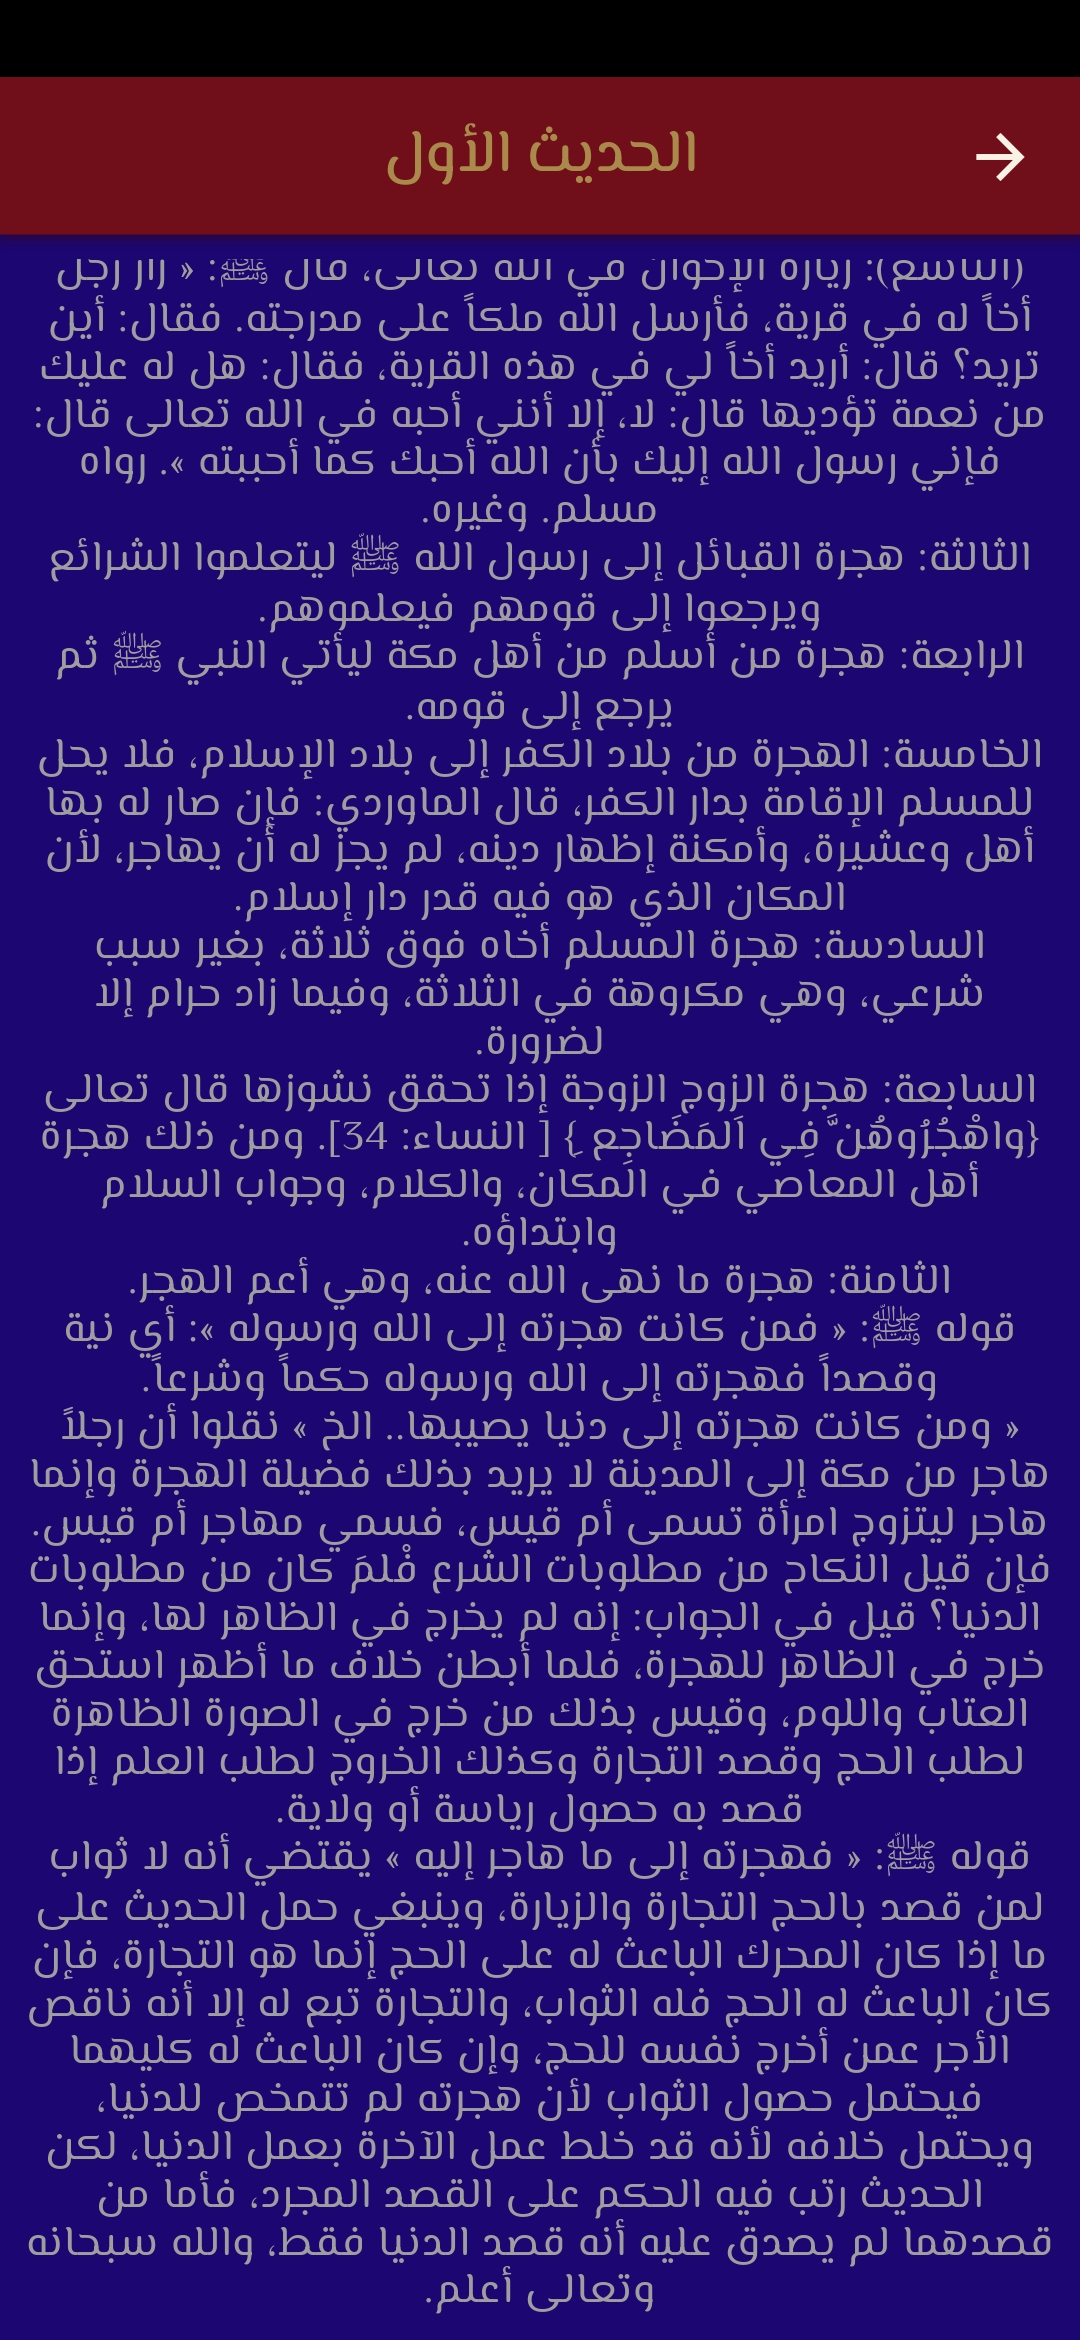 الحديث الأول
(التاسع): زيارة الإخوان في الله تعالى، قال ﷺ: « زار رجل
أخاً له في قرية، فأرسل الله ملكاً على مدرجته. فقال: أين
تريد؟ قال: أريد أخاً لي في هذه القرية، فقال: هل له عليك
من نعمة تؤديها قال: لا، إلا أنني أحبه في الله تعالى قال:
فإني رسول الله إليك بأن الله أحبك كما أحببته ». رواه
مسلم. وغيره.
الثالثة: هجرة القبائل إلى رسول الله ﷺ ليتعلموا الشرائع
ويرجعوا إلى قومهم فيعلموهم.
الرابعة: هجرة من أسلم من أهل مكة ليأتي النبي ﷺ ثم
يرجع إلى قومه.
الخامسة: الهجرة من بلاد الكفر إلى بلاد الإسلام، فلا يحل
للمسلم الإقامة بدار الكفر، قال الماوردي: فإن صار له بها
أهل وعشيرة، وأمكنة إظهار دينه، لم يجز له أن يهاجر، لأن
المكان الذي هو فيه قدر دار إسلام.
السادسة: هجرة المسلم أخاه فوق ثلاثة، بغير سبب
شرعي، وهي مكروهة في الثلاثة، وفيما زاد حرام إلا
لضرورة.
السابعة: هجرة الزوج الزوجة إذا تحقق نشوزها قال تعالى
{واهْجُرُوهُن َّ فِي اَلمَضَاجِع ِ} [ النساء: 34]. ومن ذلك هجرة
أهل المعاصي في المكان، والكلام، وجواب السلام
وابتداؤه.
الثامنة: هجرة ما نهى الله عنه، وهي أعم الهجر.
قوله ﷺ: « فمن كانت هجرته إلى الله ورسوله »: أي نية
وقصداً فهجرته إلى الله ورسوله حكماً وشرعاً.
« ومن كانت هجرته إلى دنيا يصيبها.. الخ » نقلوا أن رجلاً
هاجر من مكة إلى المدينة لا يريد بذلك فضيلة الهجرة وإنما
هاجر ليتزوج امرأة تسمى أم قيس، فسمي مهاجر أم قيس.
فإن قيل النكاح من مطلوبات الشرع فْلمَ كان من مطلوبات
الدنيا؟ قيل في الجواب: إنه لم يخرج في الظاهر لها، وإنما
خرج في الظاهر للهجرة، فلما أبطن خلاف ما أظهر استحق
العتاب واللوم، وقيس بذلك من خرج في الصورة الظاهرة
لطلب الحج وقصد التجارة وكذلك الخروج لطلب العلم إذا
قصد به حصول رياسة أو ولاية.
قوله ﷺ: « فهجرته إلى ما هاجر إليه » يقتضي أنه لا ثواب
لمن قصد بالحج التجارة والزيارة، وينبغي حمل الحديث على
ما إذا كان المحرك الباعث له على الحج إنما هو التجارة، فإن
كان الباعث له الحج فله الثواب، والتجارة تبع له إلا أنه ناقص
الأجر عمن أخرج نفسه للحج، وإن كان الباعث له كليهما
فيحتمل حصول الثواب لأن هجرته لم تتمخص للدنيا،
ويحتمل خلافه لأنه قد خلط عمل الآخرة بعمل الدنيا، لكن
الحديث رتب فيه الحكم على القصد المجرد، فأما من
قصدهما لم يصدق عليه أنه قصد الدنيا فقط، والله سبحانه
وتعالى أعلم.